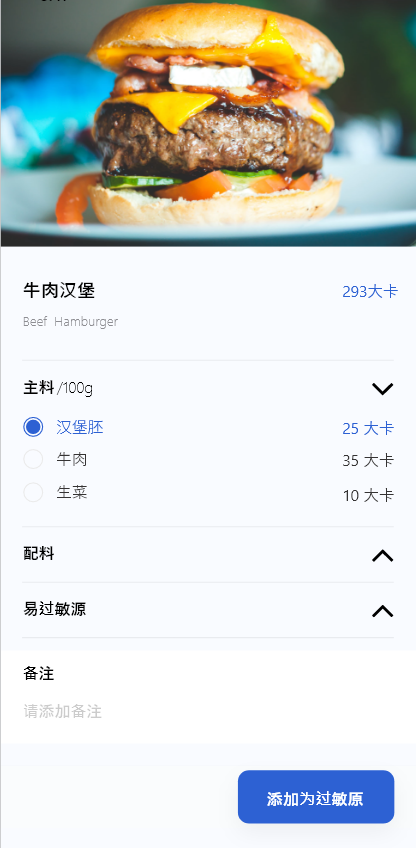 牛肉汉堡 293大卡
Beef Hamburger
主料/100g
汉堡胚 25 大卡
牛肉 35 大卡
生菜 10 大卡
配料
易过敏源
备注
请添加备注
添加为过敏原